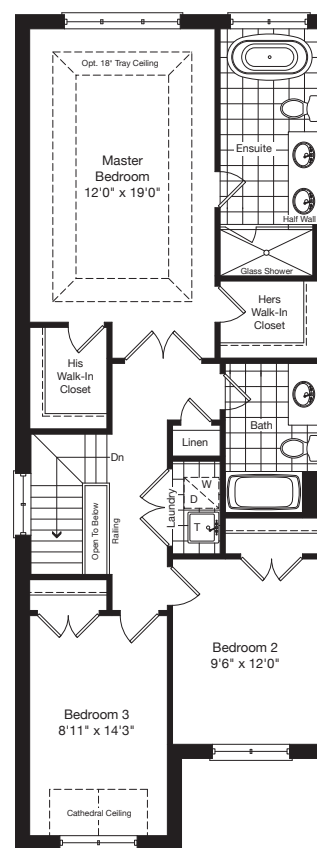 Opt. 18" Tray Ceiling
Master
Bedroom
12'0" x 19'0"
Ensuite
Half Wall
Glass Shower
Hers
Walk-In
Closet
His
Walk-In
Closet
Bath
Linen
Dn
Open To Below
Railing
Laundry
W
D
T
Bedroom 2
9'6" x 12'0"
Bedroom 3
8'11" x 14'3"
Cathedral Ceiling